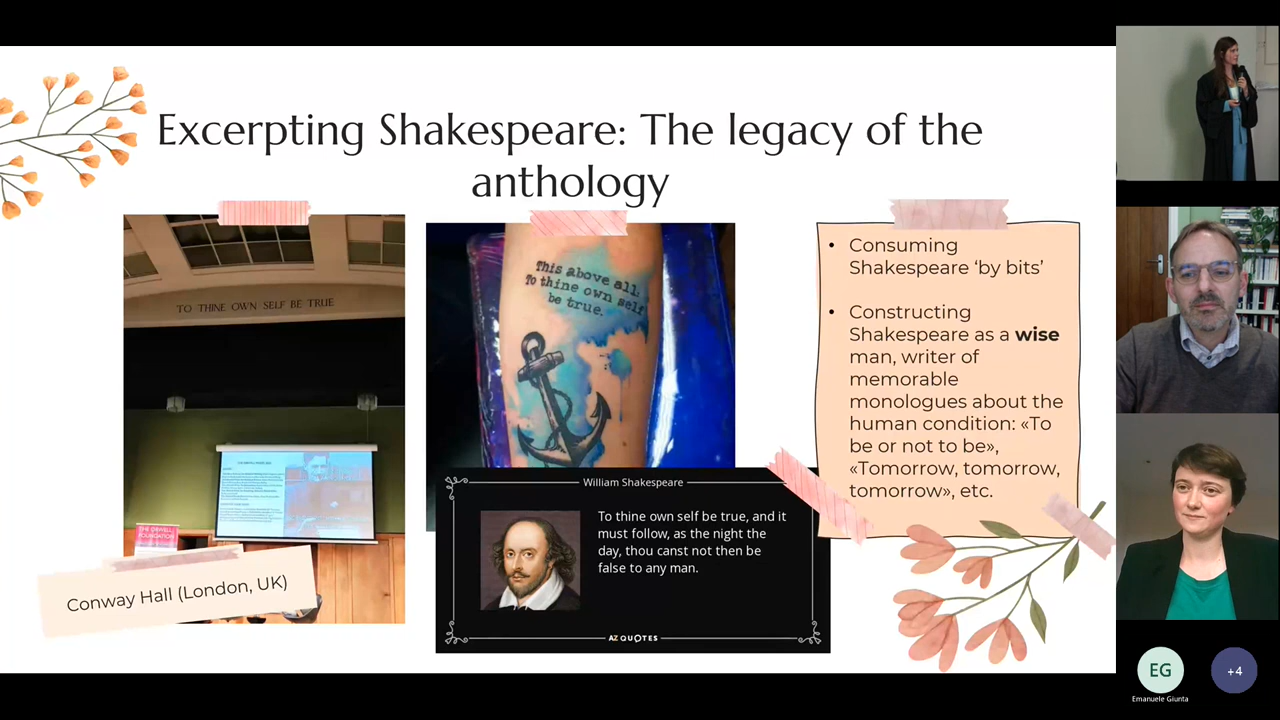 Excerpting Shakespeare: The legacy of the
anthology
TO THINE OWN SELF BE TRUE
THE ORWELL
FOUNDATION
Conway Hall (London, UK)
This above all:
To thine own self
be true.
William Shakespeare
To thine own self be true, and it
must follow, as the night the
day, thou canst not then be
false to any man.
AZ QUOTES
• Consuming
Shakespeare ‘by bits’
• Constructing
Shakespeare as a wise
man, writer of
memorable
monologues about the
human condition: «To
be or not to be»,
«Tomorrow, tomorrow,
tomorrow», etc.
EG
Emanuele Giunta
+4